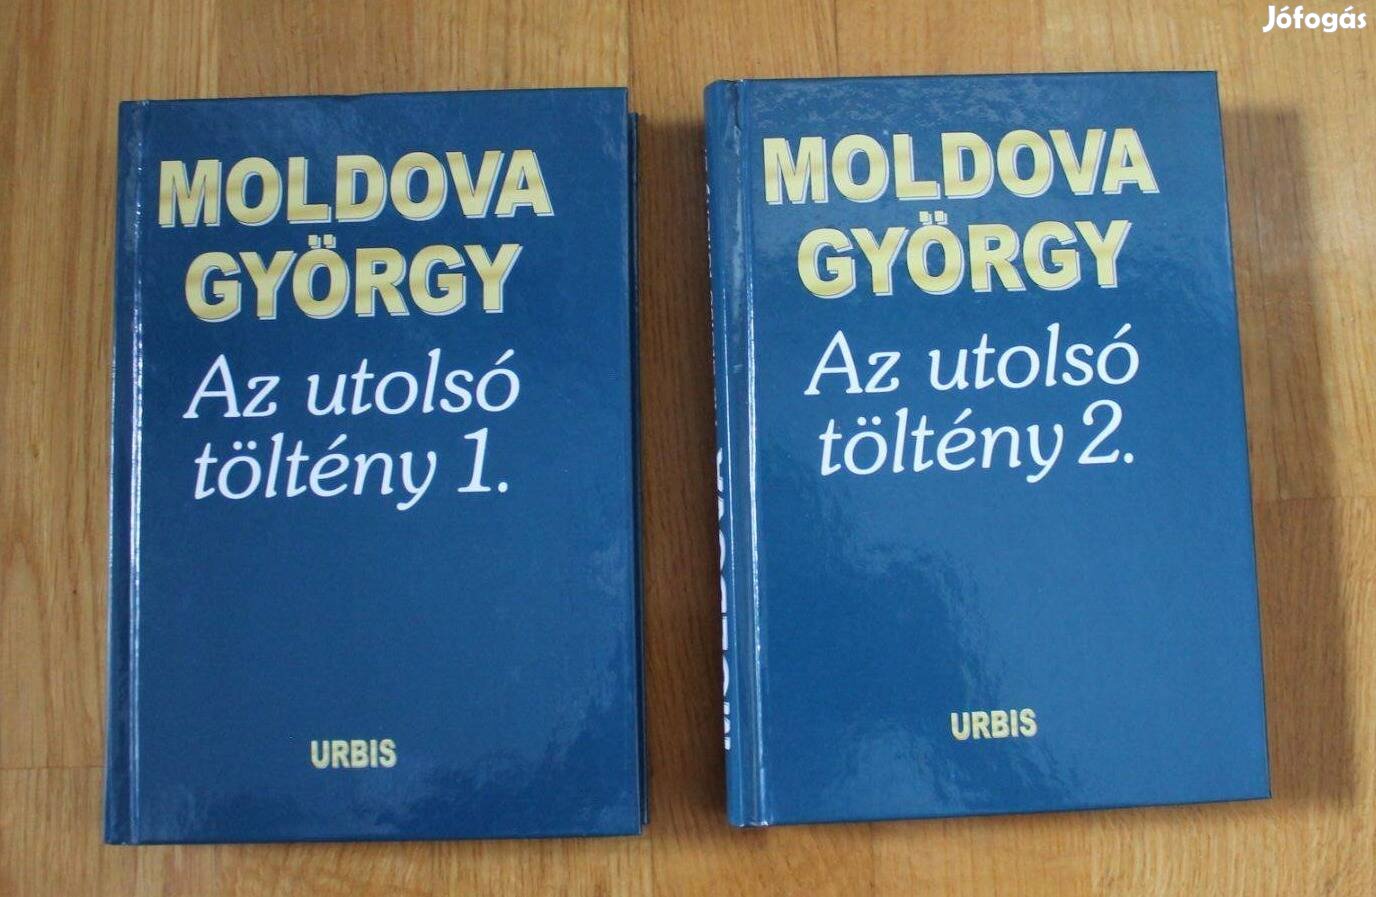 Jófogás
MOLDOVA
GYÖRGY
Az utolsó
töltény 1.
URBIS
MOLDOVA
GYÖRGY
Az utolsó
töltény 2.
URBIS